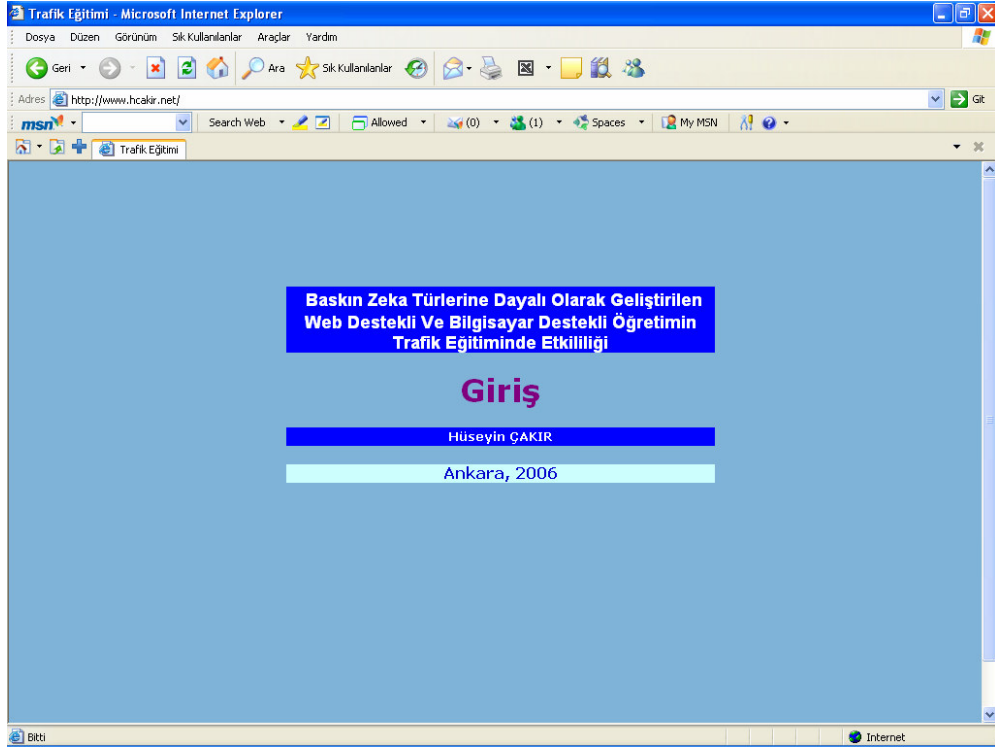 Trafik Eğitimi - Microsoft Internet Explorer
Dosya Düzen Görünüm Sık Kullanılanlar Araçlar Yardım
Geri Ara Sık Kullanılanlar
Adres http://www.hcakir.net/ Git
msn Search Web Allowed (0) (1) Spaces My MSN
Trafik Eğitimi
Baskın Zeka Türlerine Dayalı Olarak Geliştirilen
Web Destekli Ve Bilgisayar Destekli Öğretimin
Trafik Eğitiminde Etkililiği
Giriş
Hüseyin ÇAKIR
Ankara, 2006
Bitti Internet